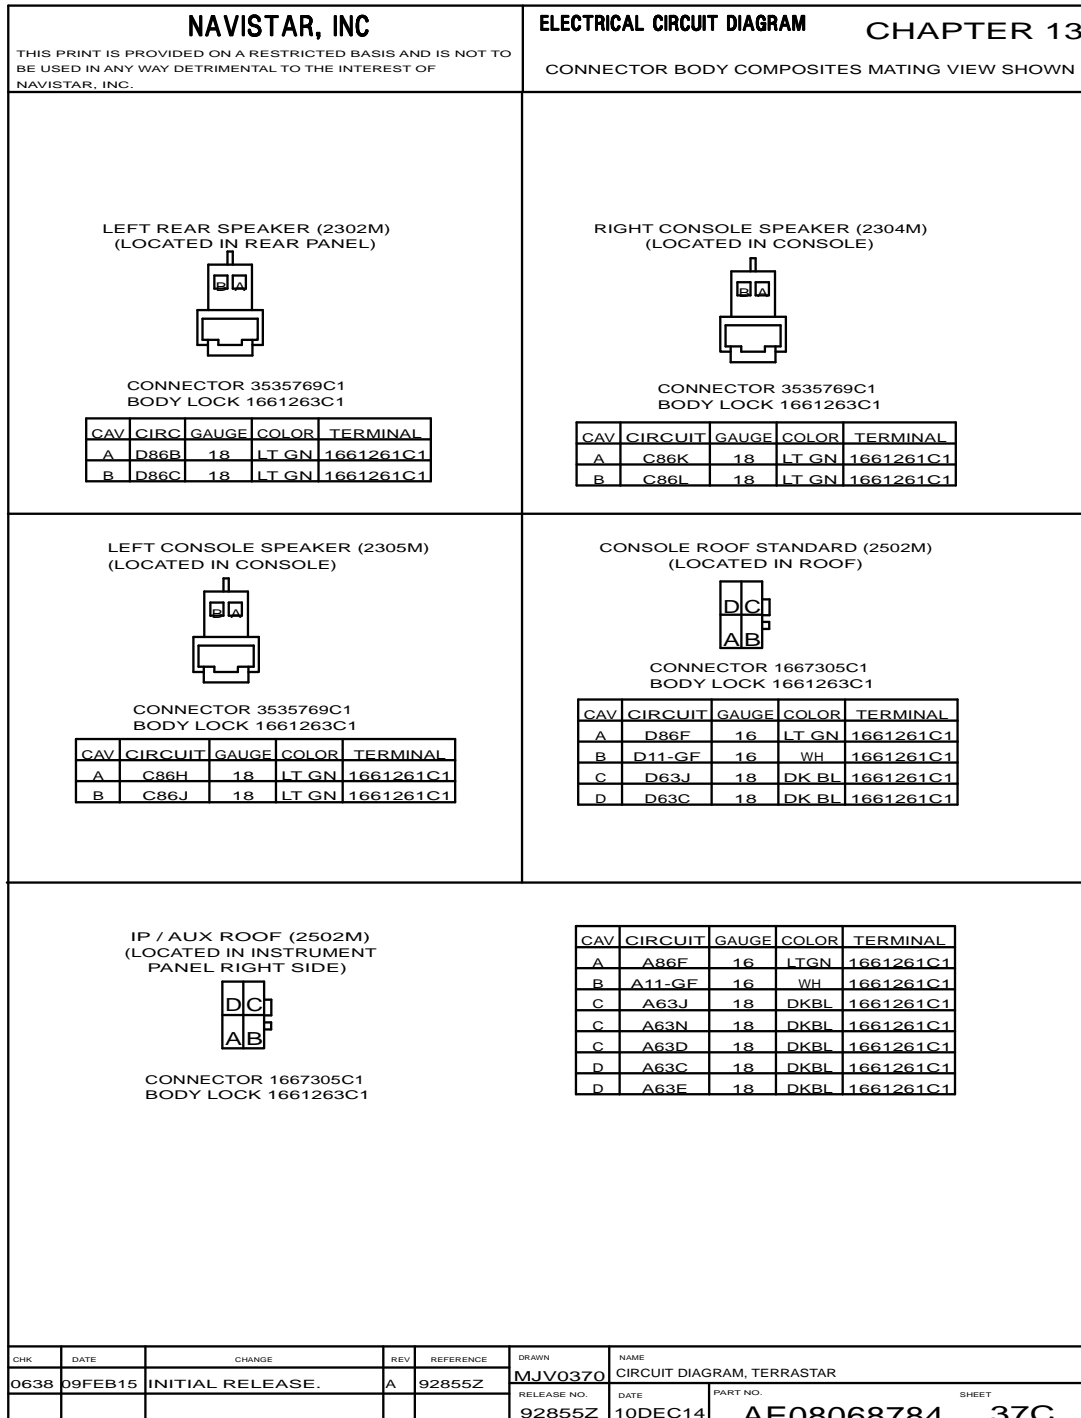 NAVISTAR, INC
THIS PRINT IS PROVIDED ON A RESTRICTED BASIS AND IS NOT TO
BE USED IN ANY WAY DETRIMENTAL TO THE INTEREST OF
NAVISTAR, INC.
ELECTRICAL CIRCUIT DIAGRAM CHAPTER 13
CONNECTOR BODY COMPOSITES MATING VIEW SHOWN
LEFT REAR SPEAKER (2302M)
(LOCATED IN REAR PANEL)
B A
CONNECTOR 3535769C1
BODY LOCK 1661263C1
CAV CIRC GAUGE COLOR TERMINAL
A D86B 18 LT GN 1661261C1
B D86C 18 LT GN 1661261C1
RIGHT CONSOLE SPEAKER (2304M)
(LOCATED IN CONSOLE)
B A
CONNECTOR 3535769C1
BODY LOCK 1661263C1
CAV CIRCUIT GAUGE COLOR TERMINAL
A C86K 18 LT GN 1661261C1
B C86L 18 LT GN 1661261C1
LEFT CONSOLE SPEAKER (2305M)
(LOCATED IN CONSOLE)
B A
CONNECTOR 3535769C1
BODY LOCK 1661263C1
CAV CIRCUIT GAUGE COLOR TERMINAL
A C86H 18 LT GN 1661261C1
B C86J 18 LT GN 1661261C1
CONSOLE ROOF STANDARD (2502M)
(LOCATED IN ROOF)
D C
A B
CONNECTOR 1667305C1
BODY LOCK 1661263C1
CAV CIRCUIT GAUGE COLOR TERMINAL
A D86F 16 LT GN 1661261C1
B D11-GF 16 WH 1661261C1
C D63J 18 DK BL 1661261C1
D D63C 18 DK BL 1661261C1
IP / AUX ROOF (2502M)
(LOCATED IN INSTRUMENT
PANEL RIGHT SIDE)
D C
A B
CONNECTOR 1667305C1
BODY LOCK 1661263C1
CAV CIRCUIT GAUGE COLOR TERMINAL
A A86F 16 LTGN 1661261C1
B A11-GF 16 WH 1661261C1
C A63J 18 DKBL 1661261C1
C A63N 18 DKBL 1661261C1
C A63D 18 DKBL 1661261C1
D A63C 18 DKBL 1661261C1
D A63E 18 DKBL 1661261C1
CHK DATE CHANGE REV REFERENCE
0638 09FEB15 INITIAL RELEASE. A 92855Z
DRAWN
MJV0370
NAME
CIRCUIT DIAGRAM, TERRASTAR
RELEASE NO. DATE PART NO. SHEET
92855Z 10DEC14 AE08068784 37C